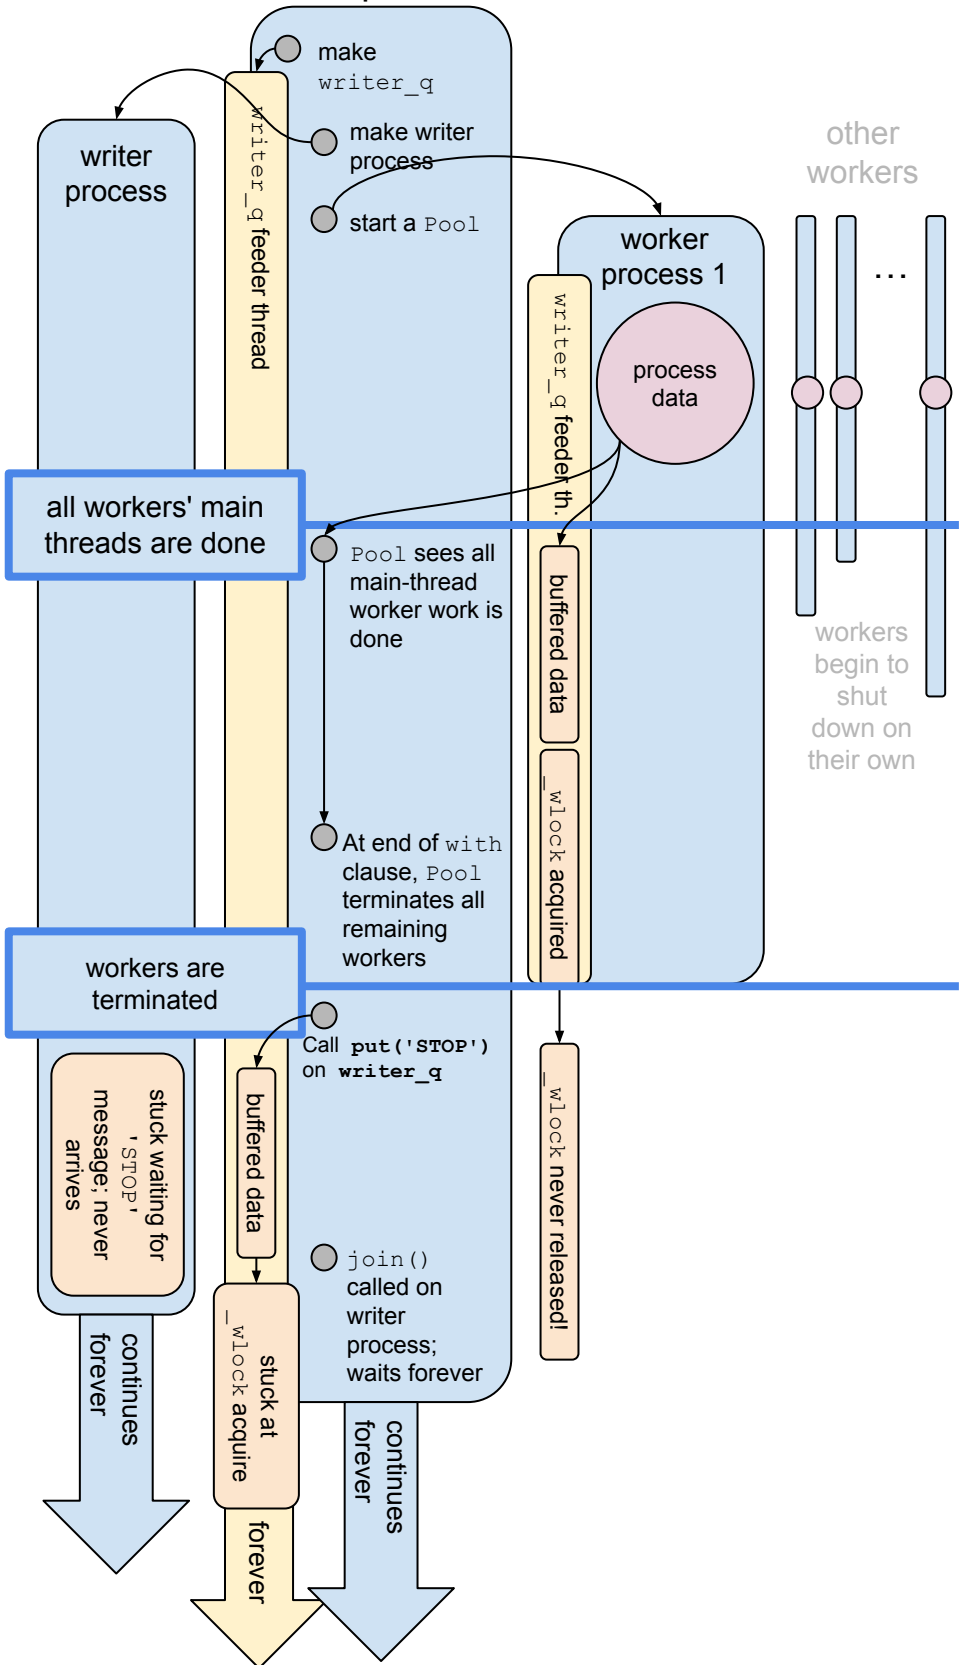 make
writer_q
make writer
process
start a Pool
writer
process
writer_q feeder thread
other
workers
worker
process 1
...
process
data
writer_q feeder th.
all workers' main
threads are done
Pool sees all
main-thread
worker work is
done
buffered data
workers
begin to
shut
down on
their own
_wlock acquired
At end of with
clause, Pool
terminates all
remaining
workers
workers are
terminated
Call put('STOP')
on writer_q
stuck waiting for
'STOP'
message; never
arrives
buffered data
_wlock never released!
join()
called on
writer
process;
waits forever
stuck at
_wlock acquire
continues
forever
continues
forever
forever